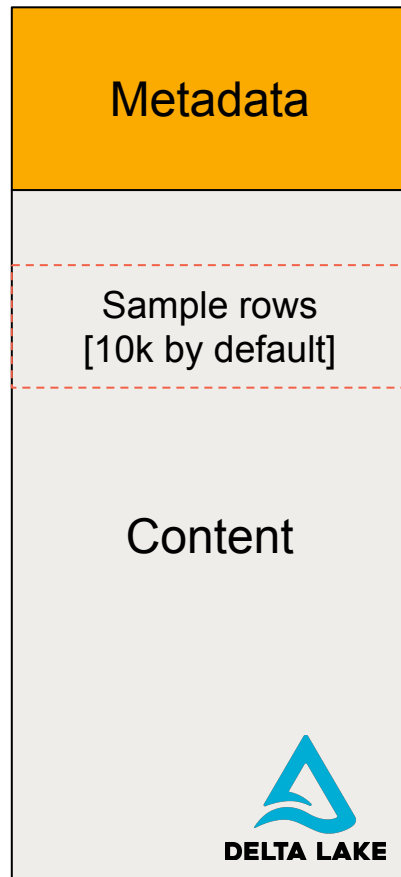 Metadata
Sample rows
[10k by default]
Content
DELTA LAKE